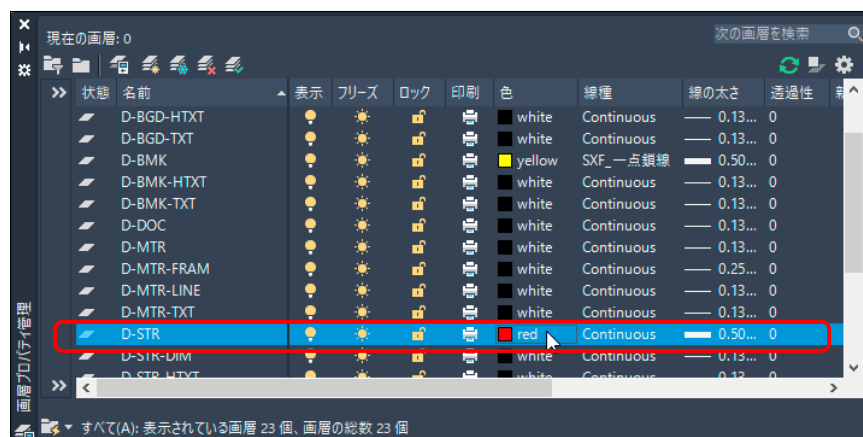 現在の画層: 0
次の画層を検索
状態 名前 表示 フリーズ ロック 印刷 色 線種 線の太さ 透過性
D-BGD-HTXT white Continuous 0.13... 0
D-BGD-TXT white Continuous 0.13... 0
D-BMK yellow SXF_一点鎖線 0.50... 0
D-BMK-HTXT white Continuous 0.13... 0
D-BMK-TXT white Continuous 0.13... 0
D-DOC white Continuous 0.13... 0
D-MTR white Continuous 0.13... 0
D-MTR-FRAM white Continuous 0.25... 0
D-MTR-LINE white Continuous 0.13... 0
D-MTR-TXT white Continuous 0.13... 0
D-STR red Continuous 0.50... 0
D-STR-DIM white Continuous 0.13... 0
D-STR-HTXT white Continuous 0.13... 0
画層プロパティ管理
すべて(A): 表示されている画層 23 個、画層の総数 23 個